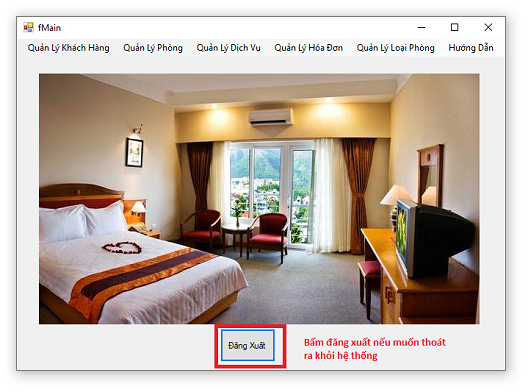 fMain
Quản Lý Khách Hàng Quản Lý Phòng Quản Lý Dịch Vụ Quản Lý Hóa Đơn Quản Lý Loại Phòng Hướng Dẫn
Đăng Xuất
Bấm đăng xuất nếu muốn thoát
ra khỏi hệ thống